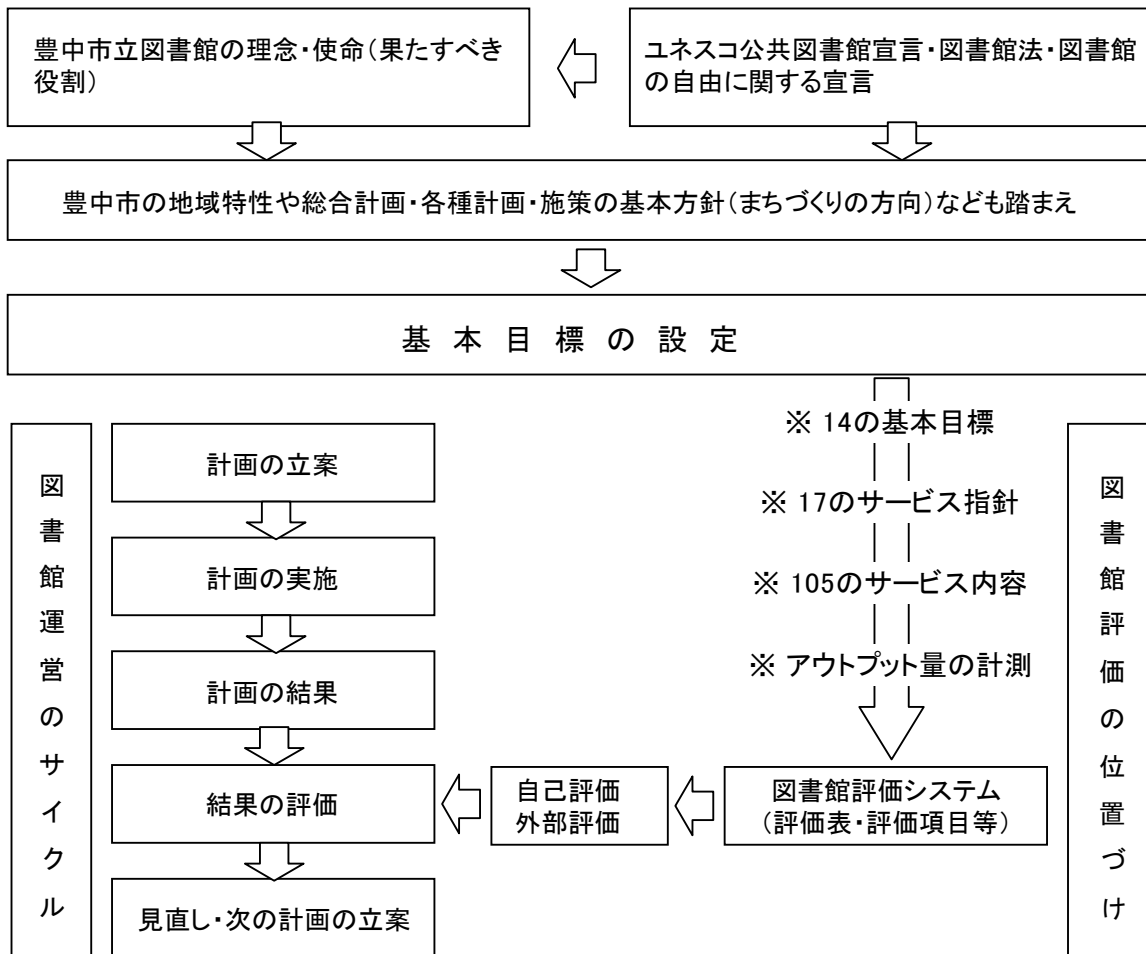 豊中市立図書館の理念・使命（果たすべき
役割）
ユネスコ公共図書館宣言・図書館法・図書館
の自由に関する宣言
豊中市の地域特性や総合計画・各種計画・施策の基本方針（まちづくりの方向）なども踏まえ
基本目標の設定
図書館運営のサイクル
計画の立案
計画の実施
計画の結果
結果の評価
見直し・次の計画の立案
※ 14の基本目標
※ 17のサービス指針
※ 105のサービス内容
※ アウトプット量の計測
自己評価
外部評価
図書館評価システム
（評価表・評価項目等）
図書館評価の位置づけ